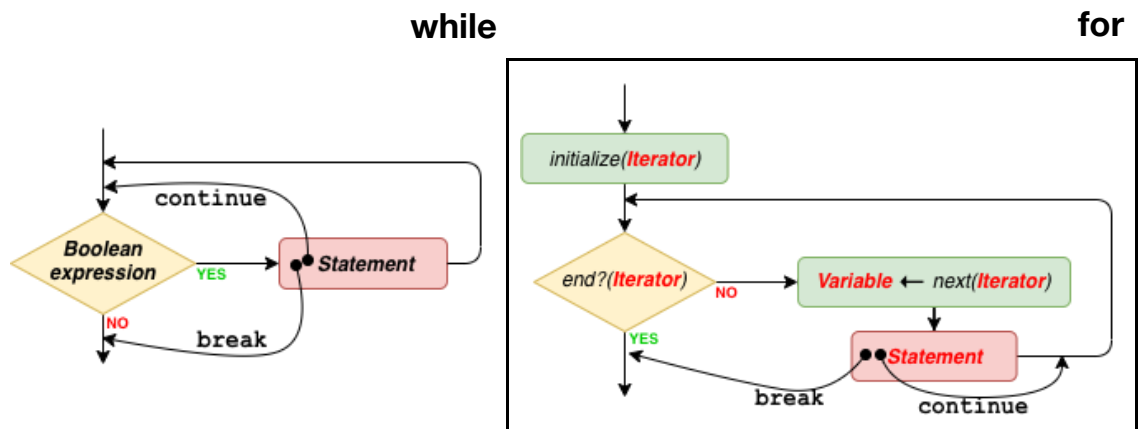 while
for
continue
Boolean
expression
YES
Statement
NO
break
initialize(Iterator)
end?(Iterator)
NO
Variable ← next(Iterator)
YES
Statement
break
continue